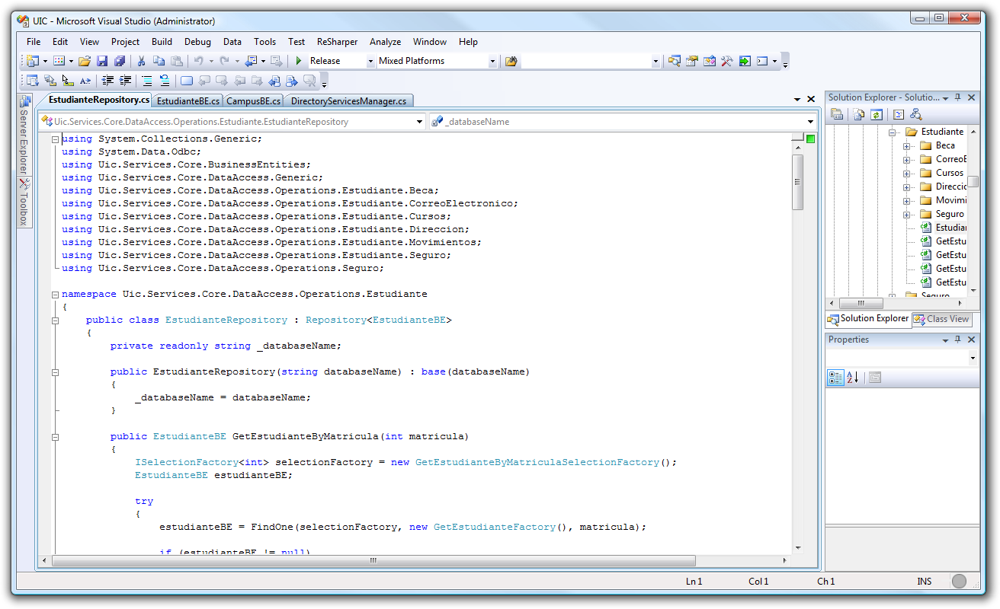 UIC - Microsoft Visual Studio (Administrator)
File Edit View Project Build Debug Data Tools Test ReSharper Analyze Window Help
Release Mixed Platforms
EstudianteRepository.cs EstudianteBE.cs CampusBE.cs DirectoryServicesManager.cs
Uic.Services.Core.DataAccess.Operations.Estudiante.EstudianteRepository _databaseName
Server Explorer
Toolbox
using System.Collections.Generic;
using System.Data.Odbc;
using Uic.Services.Core.BusinessEntities;
using Uic.Services.Core.DataAccess.Generic;
using Uic.Services.Core.DataAccess.Operations.Estudiante.Beca;
using Uic.Services.Core.DataAccess.Operations.Estudiante.CorreoElectronico;
using Uic.Services.Core.DataAccess.Operations.Estudiante.Cursos;
using Uic.Services.Core.DataAccess.Operations.Estudiante.Direccion;
using Uic.Services.Core.DataAccess.Operations.Estudiante.Movimientos;
using Uic.Services.Core.DataAccess.Operations.Estudiante.Seguro;
using Uic.Services.Core.DataAccess.Operations.Seguro;
namespace Uic.Services.Core.DataAccess.Operations.Estudiante
{
public class EstudianteRepository : Repository<EstudianteBE>
{
private readonly string _databaseName;
public EstudianteRepository(string databaseName) : base(databaseName)
{
_databaseName = databaseName;
}
public EstudianteBE GetEstudianteByMatricula(int matricula)
{
ISelectionFactory<int> selectionFactory = new GetEstudianteByMatriculaSelectionFactory();
EstudianteBE estudianteBE;
try
{
estudianteBE = FindOne(selectionFactory, new GetEstudianteFactory(), matricula);
if (estudianteBE != null)
Solution Explorer - Solutio...
Estudiante
Beca
CorreoE
Cursos
Direccio
Movimi
Seguro
Estudian
GetEstu
GetEstu
GetEstu
GetEstu
Seguro
Solution Explorer Class View
Properties
Ln 1 Col 1 Ch 1 INS